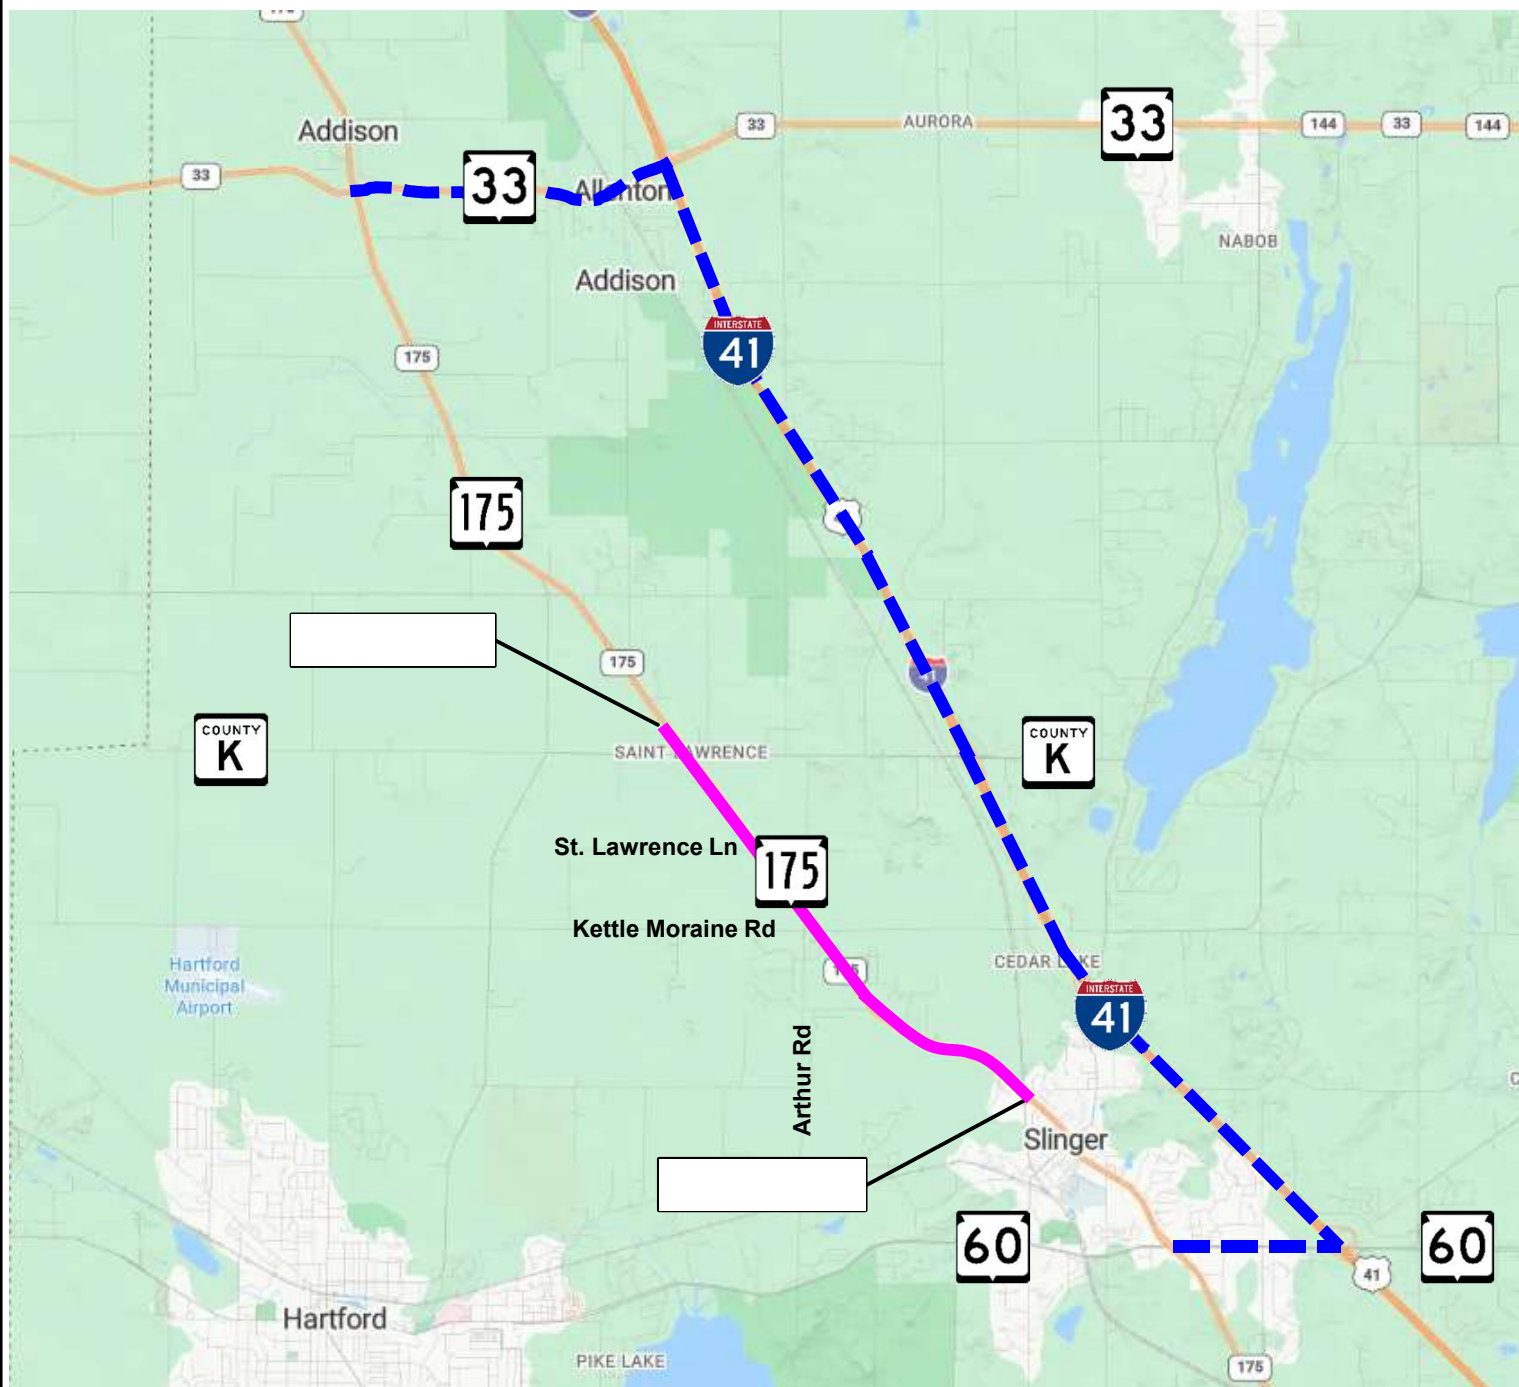 33
AURORA
33
144
33
144
Addison
33
33
Allenton
NABOB
Addison
INTERSTATE
41
175
175
175
COUNTY
K
SAINT LAWRENCE
COUNTY
K
St. Lawrence Ln
175
Kettle Moraine Rd
Hartford
Municipal
Airport
CEDAR LAKE
INTERSTATE
41
Arthur Rd
Slinger
60
60
41
Hartford
PIKE LAKE
175